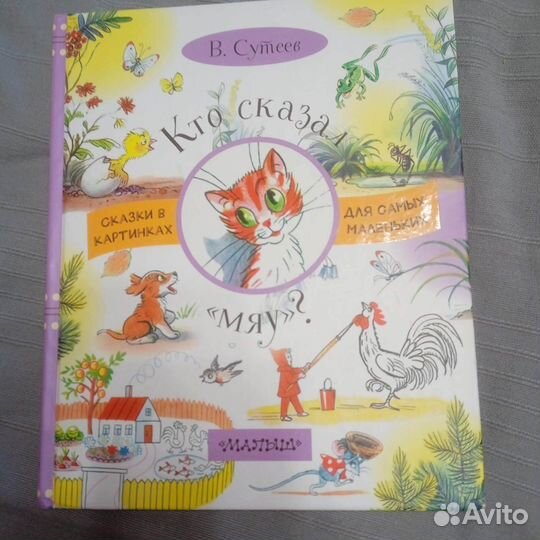 В. Сутеев
Кто сказал
СКАЗКИ В
КАРТИНКАХ
ДЛЯ САМЫХ
МАЛЕНЬКИХ
«МЯУ»?
«МАЛЫШ»
Avito